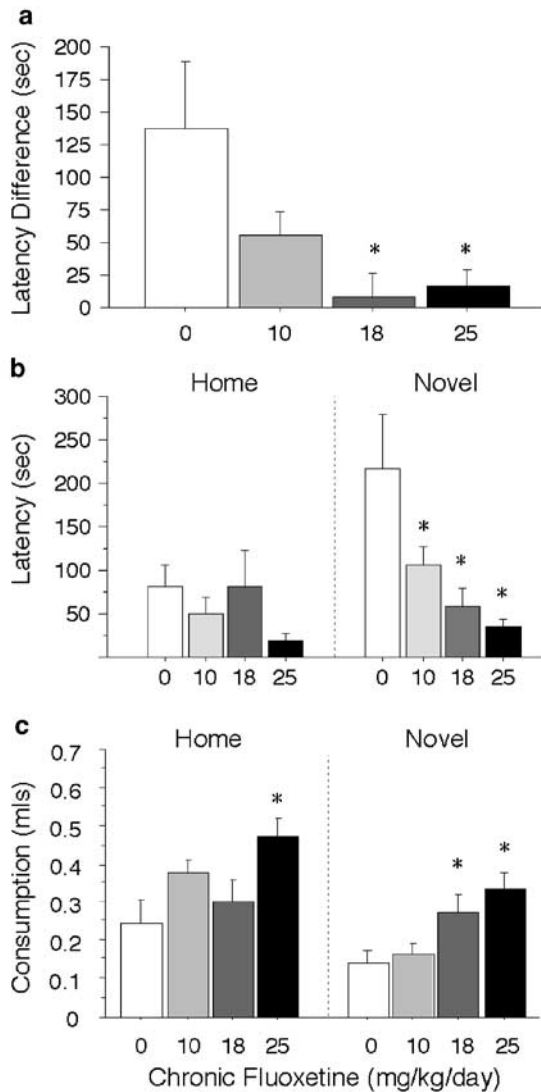 a
Latency Difference (sec)
200
175
150
125
100
75
50
25
0
* *
0 10 18 25
b
Home Novel
Latency (sec)
300
250
200
150
100
50
* * *
0 10 18 25 0 10 18 25
c
Home Novel
Consumption (mls)
0.7
0.6
0.5
0.4
0.3
0.2
0.1
0
* * *
0 10 18 25 0 10 18 25
Chronic Fluoxetine (mg/kg/day)